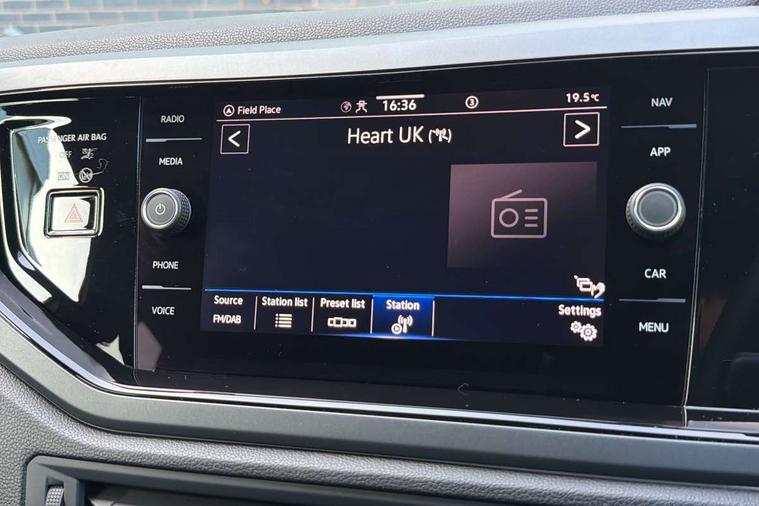 PASSENGER AIR BAG
OFF
ON
RADIO
MEDIA
PHONE
VOICE
Field Place
16:36
3
19.5°C
Heart UK
Source
FM/DAB
Station list
Preset list
Station
Settings
NAV
APP
CAR
MENU